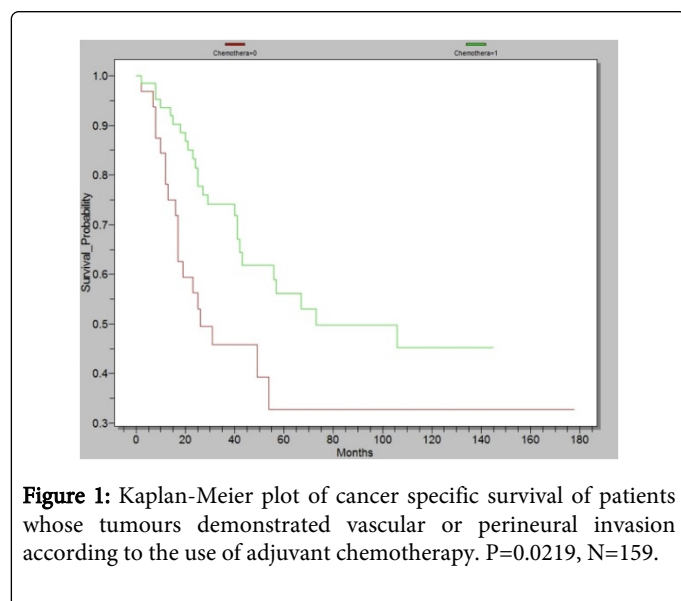 Chemothera=0 Chemothera=1
1.0
0.9
0.8
0.7
0.6
0.5
0.4
0.3
Survival_Probability
0 20 40 60 80 100 120 140 160 180
Months
Figure 1: Kaplan-Meier plot of cancer specific survival of patients
whose tumours demonstrated vascular or perineural invasion
according to the use of adjuvant chemotherapy. P=0.0219, N=159.